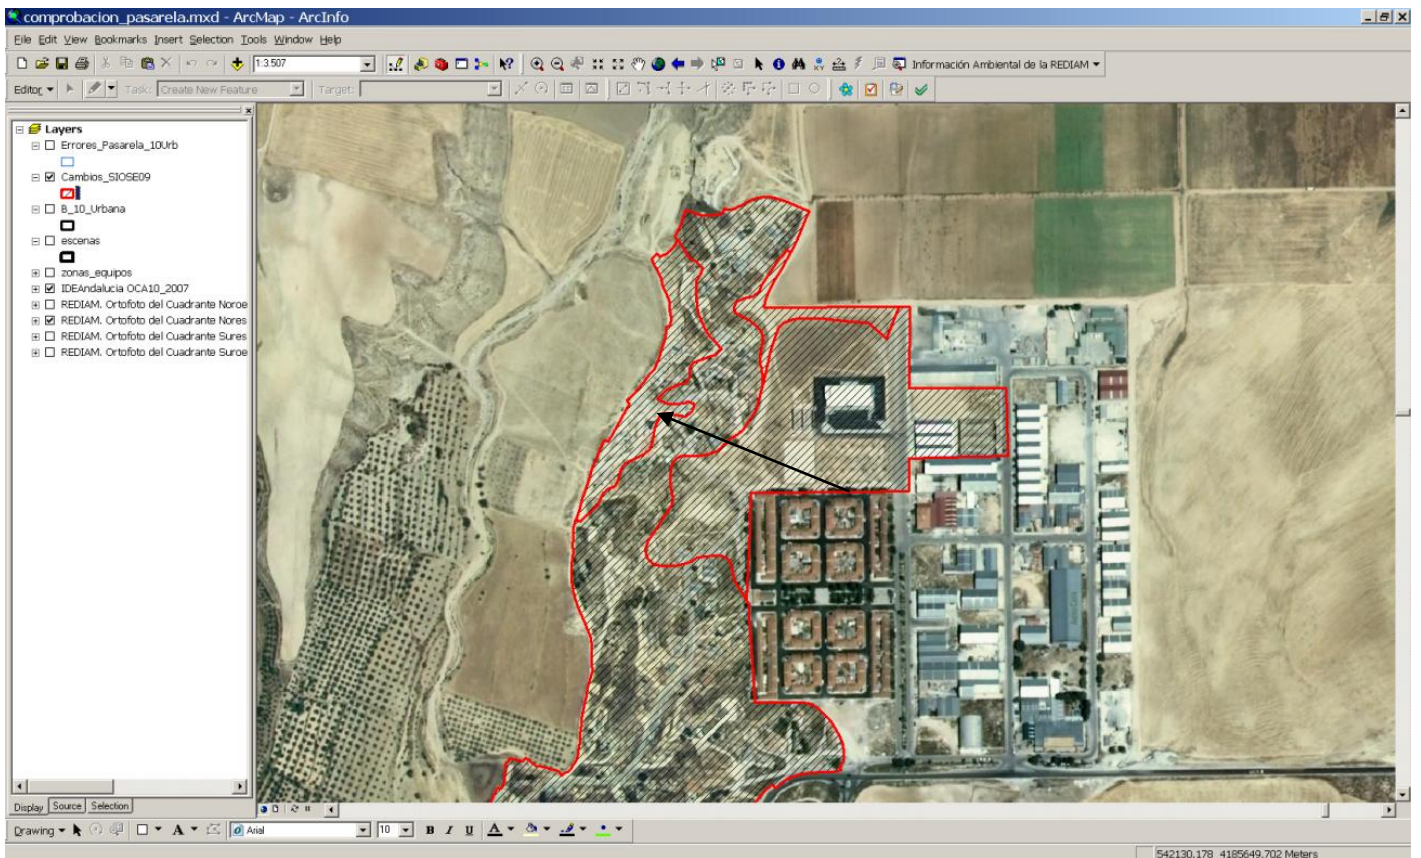 comprobacion_pasarela.mxd - ArcMap - ArcInfo
File Edit View Bookmarks Insert Selection Tools Window Help
1:3.507
Información Ambiental de la REDIAM
Editor Task: Create New Feature Target:
Layers
Errores_Pasarela_10Urb
Cambios_SIOSE09
B_10_Urbana
escenas
zonas_equipos
IDEAndalucia OCA10_2007
REDIAM. Ortofoto del Cuadrante Noroe
REDIAM. Ortofoto del Cuadrante Nores
REDIAM. Ortofoto del Cuadrante Sures
REDIAM. Ortofoto del Cuadrante Suroe
Display Source Selection
Drawing A Arial 10 B I U A
542130,178 4185649,702 Meters